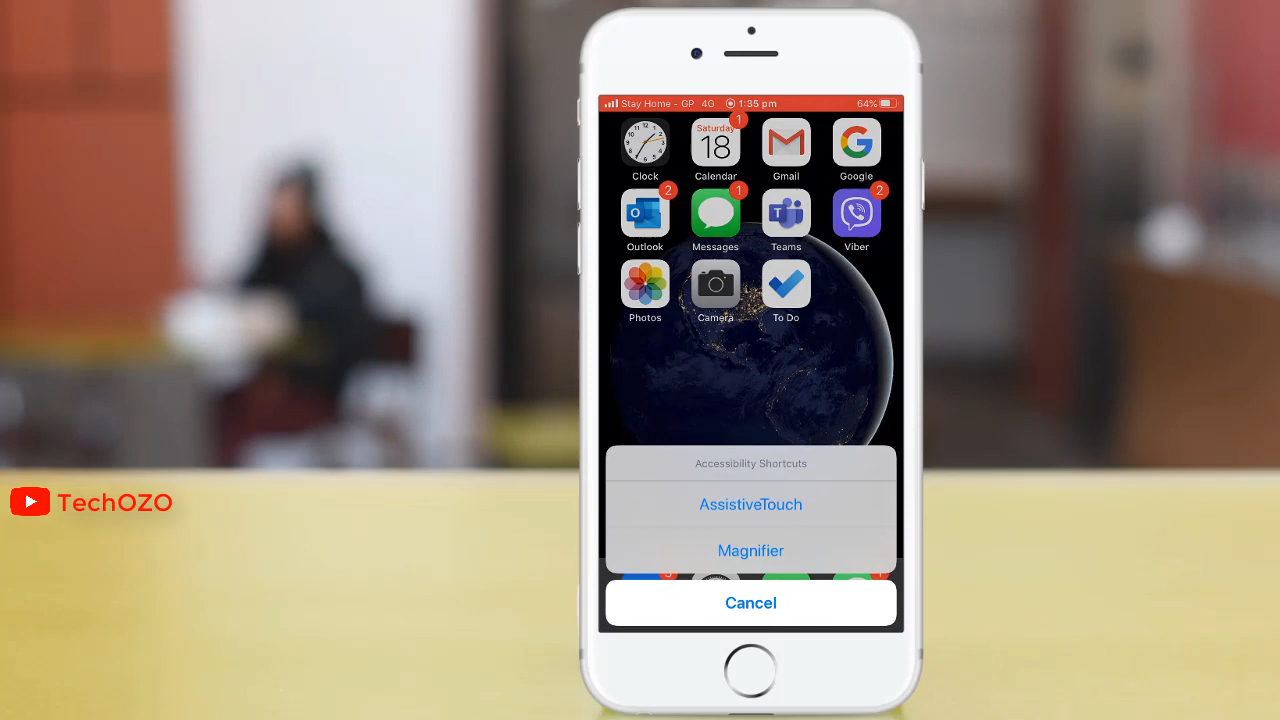 Stay Home - GP 4G 1:35 pm 64%
1
Saturday
18
Clock Calendar Gmail Google
2 1 2
Outlook Messages Teams Viber
Photos Camera To Do
Accessibility Shortcuts
AssistiveTouch
Magnifier
Cancel
TechOZO